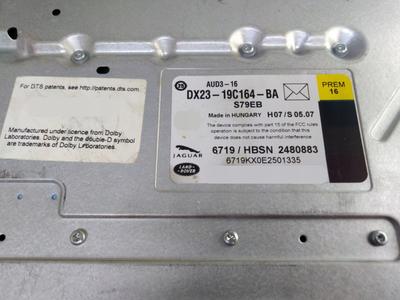 For DTS patents, see http://patents.dts.com.
Manufactured under licence from Dolby
Laboratories. Dolby and the double-D symbol
are trademarks of Dolby Laboratories.
AUD3-16
DX23-19C164-BA
S79EB
Made in HUNGARY H07/S 05.07
The device complies with part 15 of the FCC rules
operation is subject to the condition that this
device does not cause harmful interference
6719/HBSN 2480883
6719KX0E2501335
JAGUAR
LAND-
ROVER
PREM
16